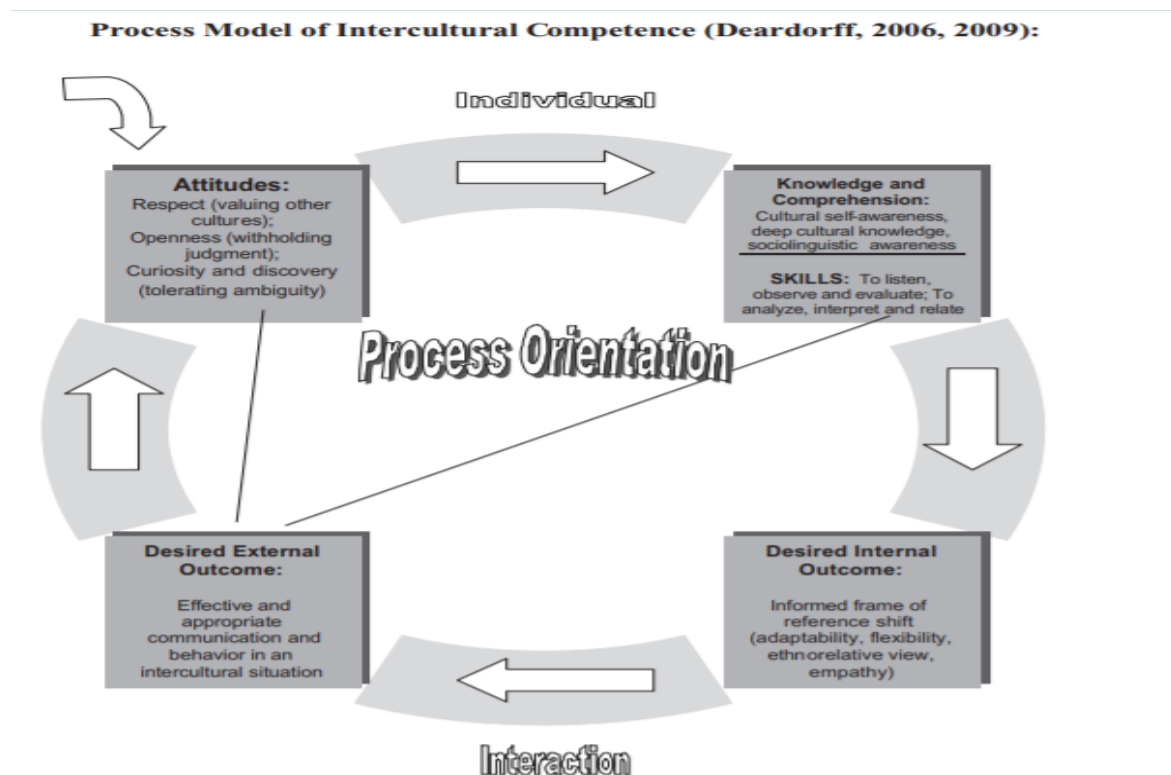 Process Model of Intercultural Competence (Deardorff, 2006, 2009):
Individual
Attitudes:
Respect (valuing other
cultures);
Openness (withholding
judgment);
Curiosity and discovery
(tolerating ambiguity)
Knowledge and
Comprehension:
Cultural self-awareness,
deep cultural knowledge,
sociolinguistic awareness
SKILLS: To listen,
observe and evaluate; To
analyze, interpret and relate
Process Orientation
Desired External
Outcome:
Effective and
appropriate
communication and
behavior in an
intercultural situation
Desired Internal
Outcome:
Informed frame of
reference shift
(adaptability, flexibility,
ethnorelative view,
empathy)
Interaction